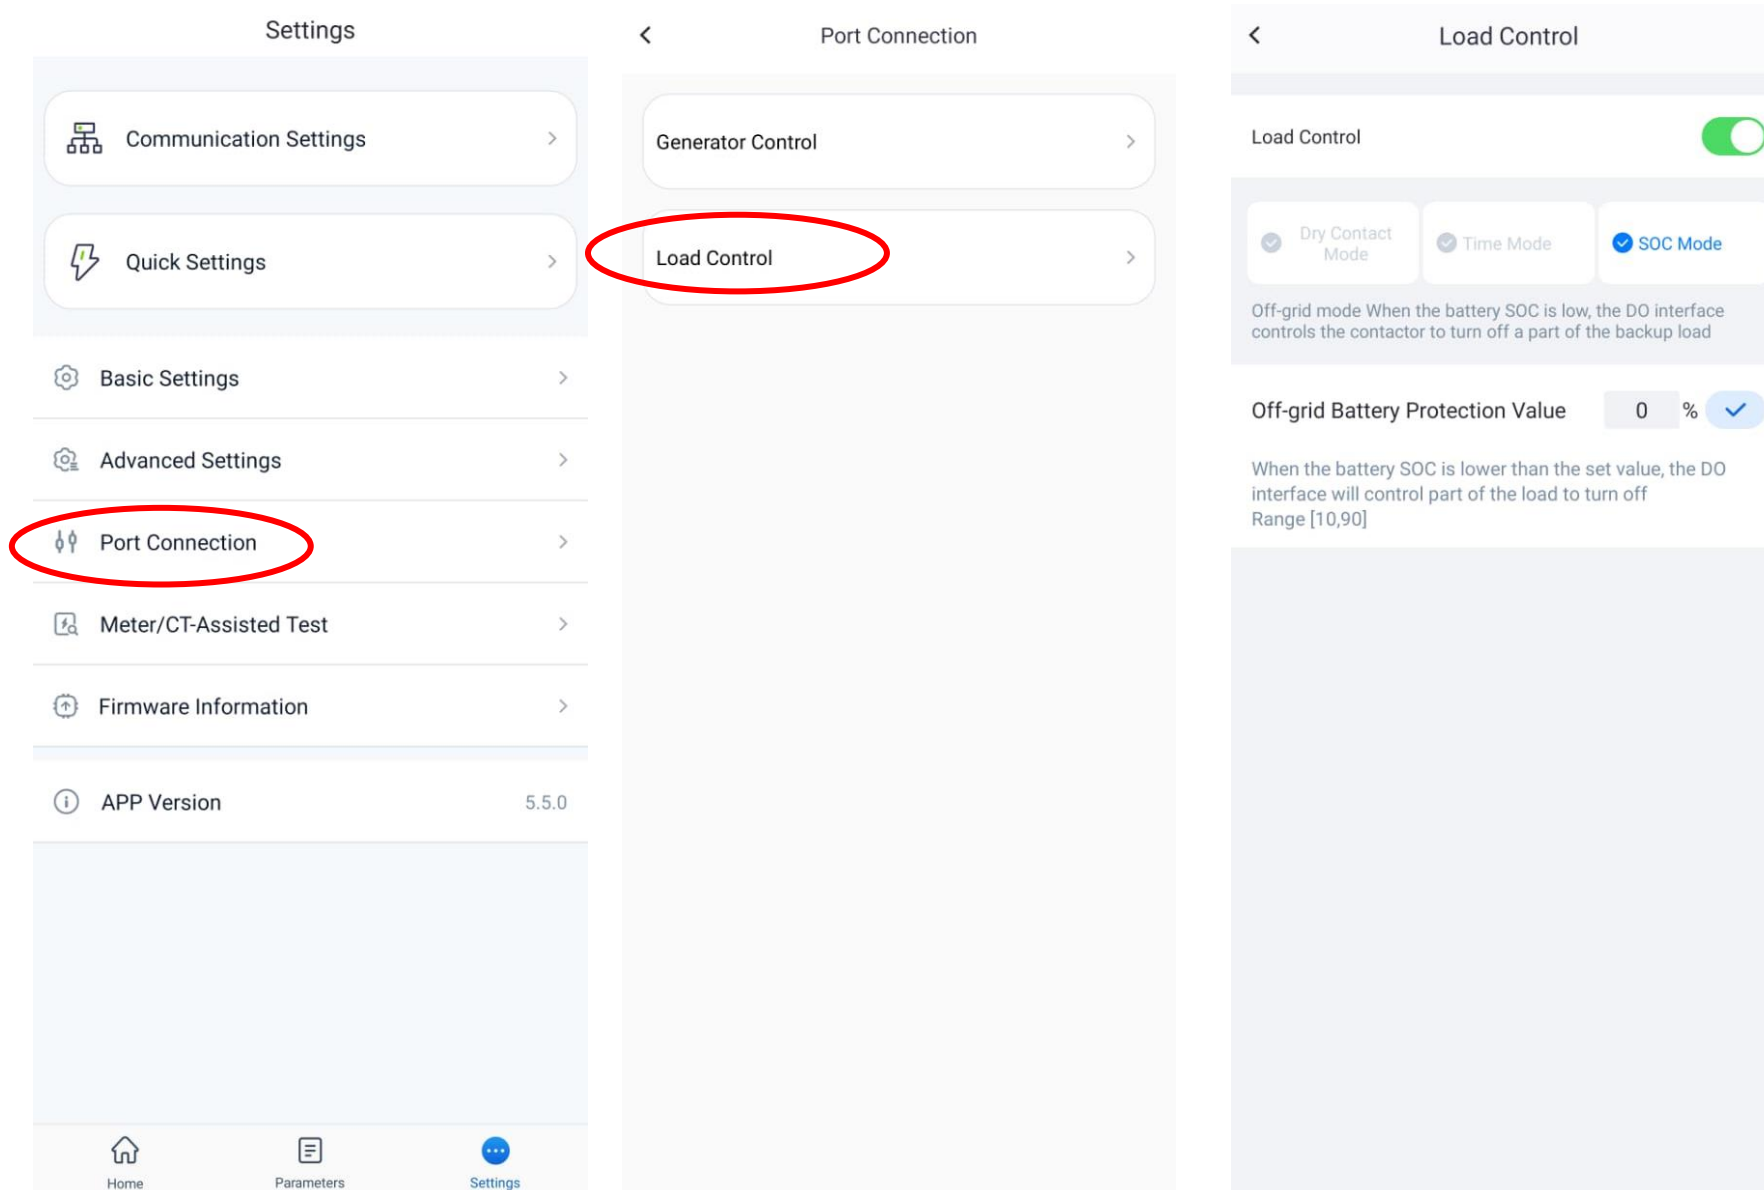 Settings
Communication Settings
Quick Settings
Basic Settings
Advanced Settings
Port Connection
Meter/CT-Assisted Test
Firmware Information
APP Version 5.5.0
Home Parameters Settings
Port Connection
Generator Control
Load Control
Load Control
Load Control
Dry Contact
Mode
Time Mode
SOC Mode
Off-grid mode When the battery SOC is low, the DO interface
controls the contactor to turn off a part of the backup load
Off-grid Battery Protection Value 0 %
When the battery SOC is lower than the set value, the DO
interface will control part of the load to turn off
Range [10,90]